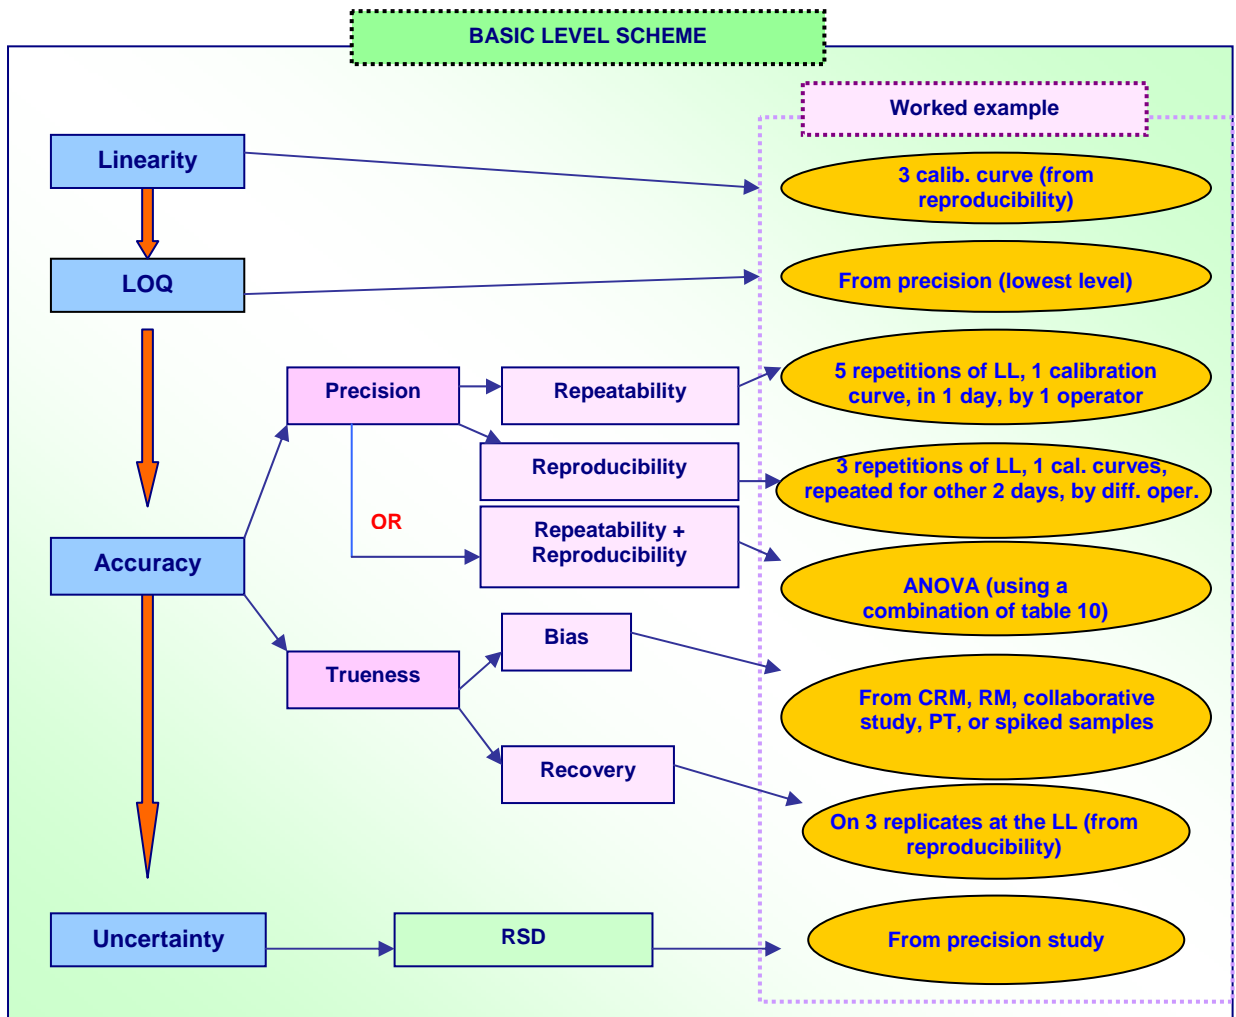 BASIC LEVEL SCHEME
Worked example
Linearity
3 calib. curve (from
reproducibility)
LOQ
From precision (lowest level)
Precision
Repeatability
5 repetitions of LL, 1 calibration
curve, in 1 day, by 1 operator
Reproducibility
3 repetitions of LL, 1 cal. curves,
repeated for other 2 days, by diff. oper.
OR
Repeatability +
Reproducibility
Accuracy
ANOVA (using a
combination of table 10)
Bias
Trueness
From CRM, RM, collaborative
study, PT, or spiked samples
Recovery
On 3 replicates at the LL (from
reproducibility)
Uncertainty
RSD
From precision study